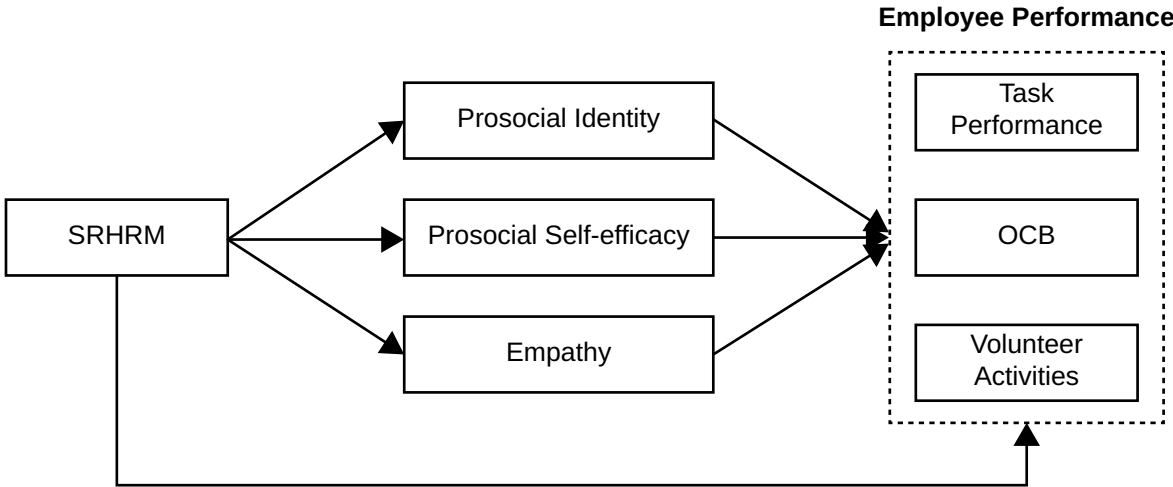 Employee Performance
Task
Performance
Prosocial Identity
SRHRM
Prosocial Self-efficacy
OCB
Empathy
Volunteer
Activities